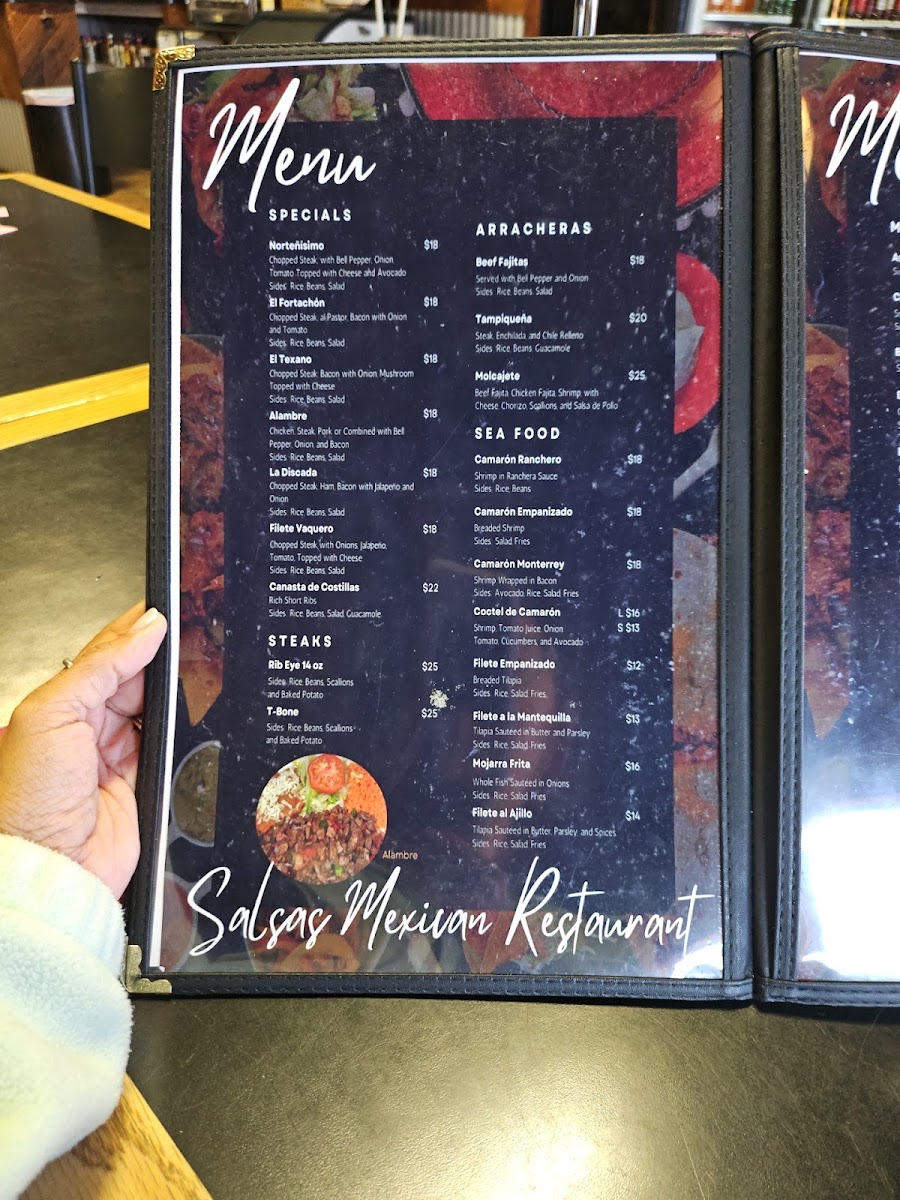 Menu
SPECIALS
Norteñisimo $18
Chopped Steak, with Bell Pepper, Onion
Tomato Topped with Cheese and Avocado
Sides: Rice, Beans, Salad
El Fortachón $18
Chopped Steak, al Pastor, Bacon with Onion
and Tomato
Sides: Rice, Beans, Salad
El Texano $18
Chopped Steak, Bacon with Onion, Mushroom
Topped with Cheese
Sides: Rice, Beans, Salad
Alambre $18
Chicken, Steak, Pork or Combined with Bell
Pepper, Onion, and Bacon
Sides: Rice, Beans, Salad
La Discada $18
Chopped Steak, Ham, Bacon with Jalapeño and
Onion
Sides: Rice, Beans, Salad
Filete Vaquero $18
Chopped Steak, with Onions, Jalapeño,
Tomato, Topped with Cheese
Sides: Rice, Beans, Salad
Canasta de Costillas $22
Rich Short Ribs
Sides: Rice, Beans, Salad, Guacamole
STEAKS
Rib Eye 14 oz $25
Sides: Rice, Beans, Scallions
and Baked Potato
T-Bone $25
Sides: Rice, Beans, Scallions
and Baked Potato
Alambre
ARRACHERAS
Beef Fajitas $18
Served with Bell Pepper and Onion
Sides: Rice, Beans, Salad
Tampiqueña $20
Steak, Enchilada, and Chile Relleno
Sides: Rice, Beans, Guacamole
Molcajete $25
Beef Fajita, Chicken Fajita, Shrimp, with
Cheese, Chorizo, Scallions, and Salsa de Pollo
SEA FOOD
Camarón Ranchero $18
Shrimp in Ranchera Sauce
Sides: Rice, Beans
Camarón Empanizado $18
Breaded Shrimp
Sides: Salad, Fries
Camarón Monterrey $18
Shrimp Wrapped in Bacon
Sides: Avocado, Rice, Salad, Fries
Coctel de Camarón L $16
Shrimp, Tomato Juice, Onion S $13
Tomato, Cucumbers, and Avocado
Filete Empanizado $12
Breaded Tilapia
Sides: Rice, Salad, Fries
Filete a la Mantequilla $13
Tilapia Sauteed in Butter and Parsley
Sides: Rice, Salad, Fries
Mojarra Frita $16
Whole Fish Sauteed in Onions
Sides: Rice, Salad, Fries
Filete al Ajillo $14
Tilapia Sauteed in Butter, Parsley, and Spices
Sides: Rice, Salad, Fries
Salsas Mexican Restaurant